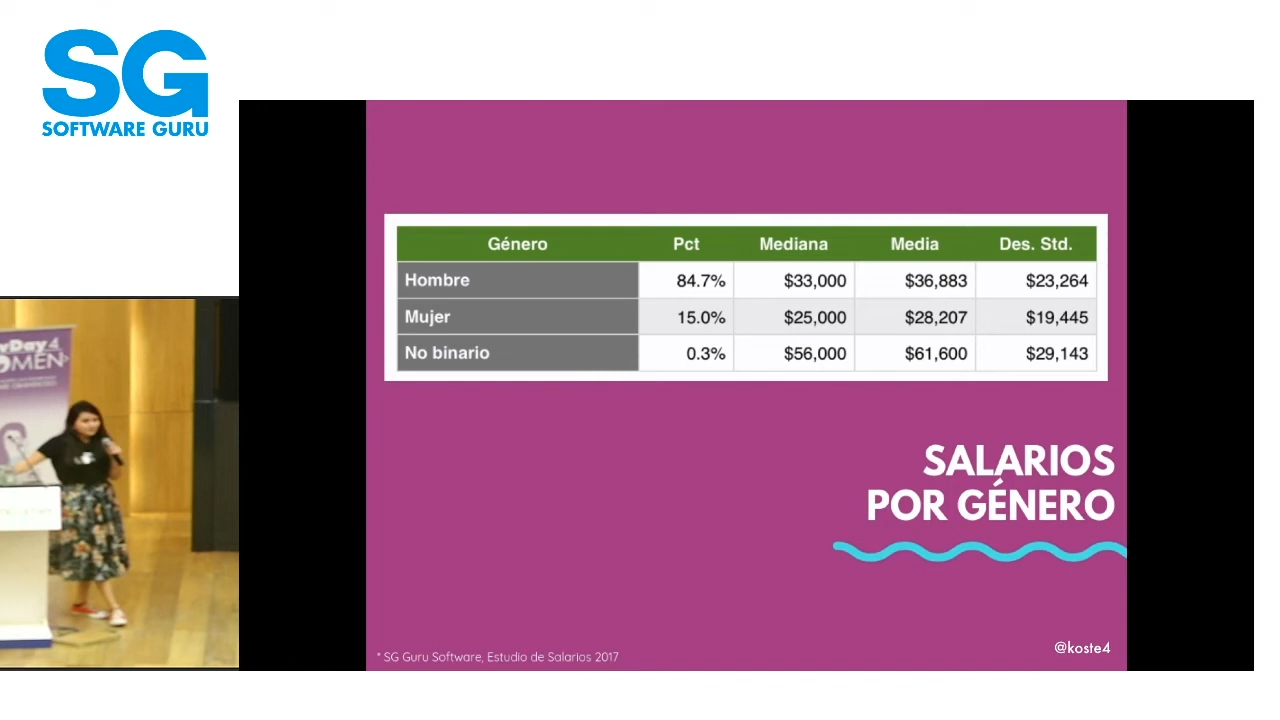 SG
SOFTWARE GURU
Género Pct Mediana Media Des. Std.
Hombre 84.7% $33,000 $36,883 $23,264
Mujer 15.0% $25,000 $28,207 $19,445
No binario 0.3% $56,000 $61,600 $29,143
SALARIOS
POR GÉNERO
@koste4
* SG Guru Software, Estudio de Salarios 2017
yDay4
OMEN